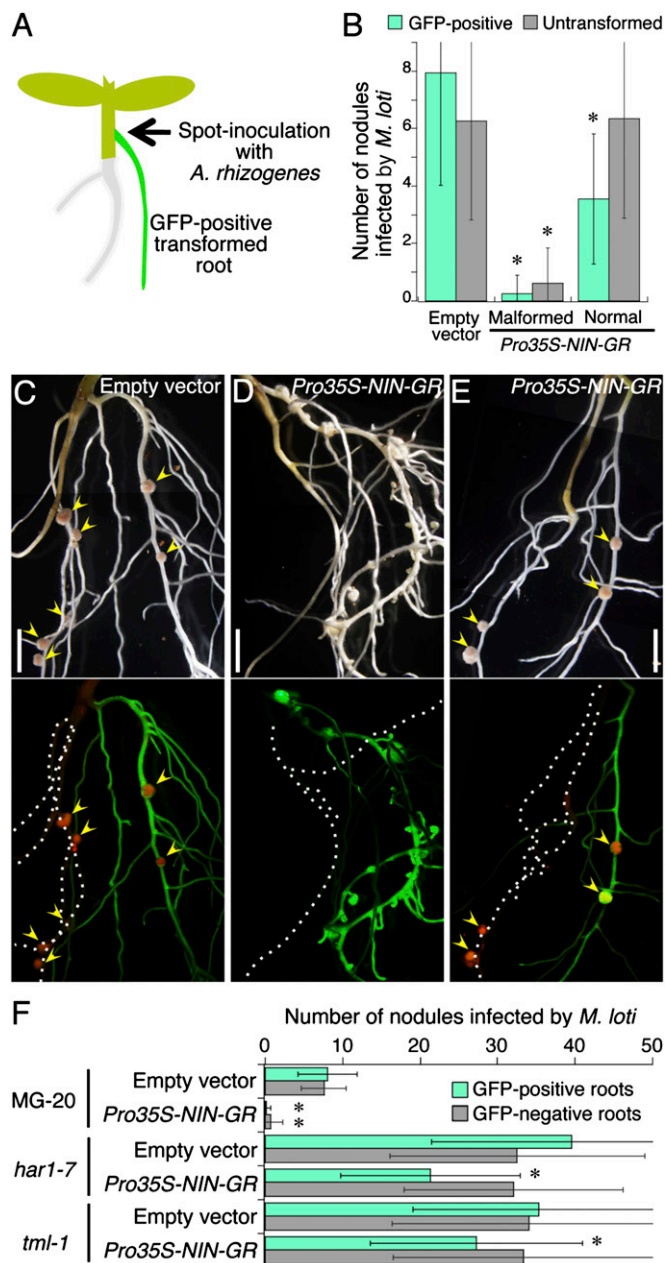 A
Spot-inoculation
with
A. rhizogenes
GFP-positive
transformed
root
B
GFP-positive
Untransformed
Number of nodules
infected by M. loti
8
6
4
2
0
*
*
*
Empty
vector
Malformed
Normal
Pro35S-NIN-GR
C
Empty vector
D
Pro35S-NIN-GR
E
Pro35S-NIN-GR
F
Number of nodules infected by M. loti
0 10 20 30 40 50
GFP-positive roots
GFP-negative roots
MG-20
Empty vector
Pro35S-NIN-GR
*
*
har1-7
Empty vector
Pro35S-NIN-GR
*
tml-1
Empty vector
Pro35S-NIN-GR
*